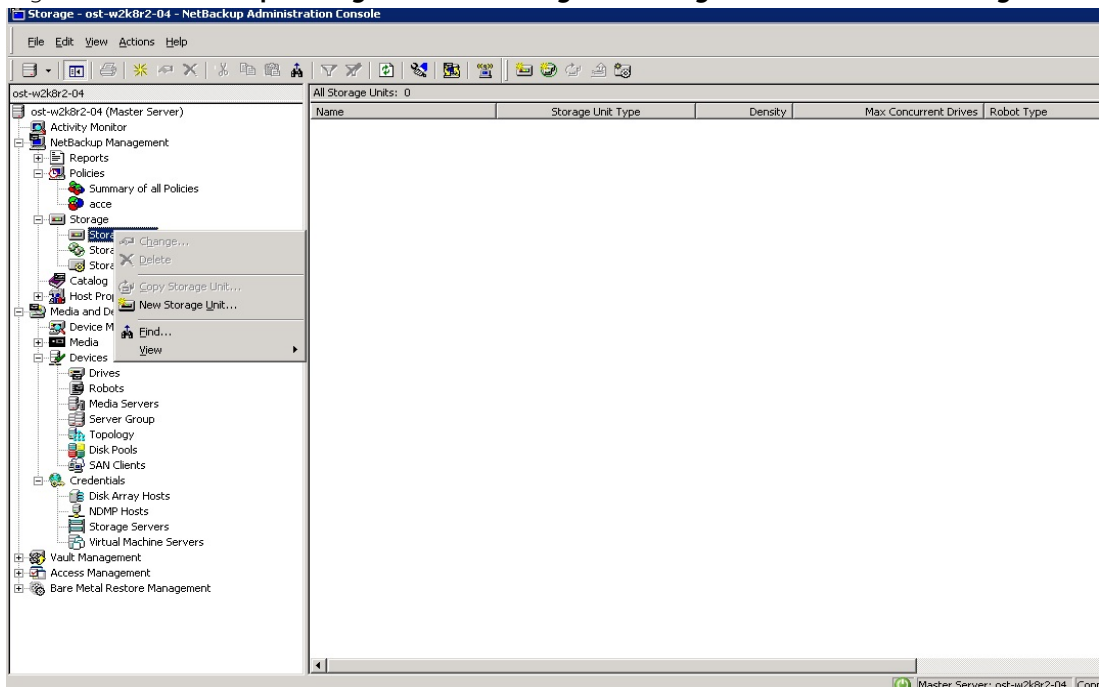 Storage - ost-w2k8r2-04 - NetBackup Administration Console
File Edit View Actions Help
ost-w2k8r2-04
All Storage Units: 0
ost-w2k8r2-04 (Master Server)
Name Storage Unit Type Density Max Concurrent Drives Robot Type
Activity Monitor
NetBackup Management
Reports
Policies
Summary of all Policies
acce
Storage
Stora
Stora
Stora
Catalog
Host Prop
Media and De
Device M
Media
Devices
Drives
Robots
Media Servers
Server Group
Topology
Disk Pools
SAN Clients
Credentials
Disk Array Hosts
NDMP Hosts
Storage Servers
Virtual Machine Servers
Vault Management
Access Management
Bare Metal Restore Management
Change...
Delete
Copy Storage Unit...
New Storage Unit...
Find...
View
Master Server: ost-w2k8r2-04